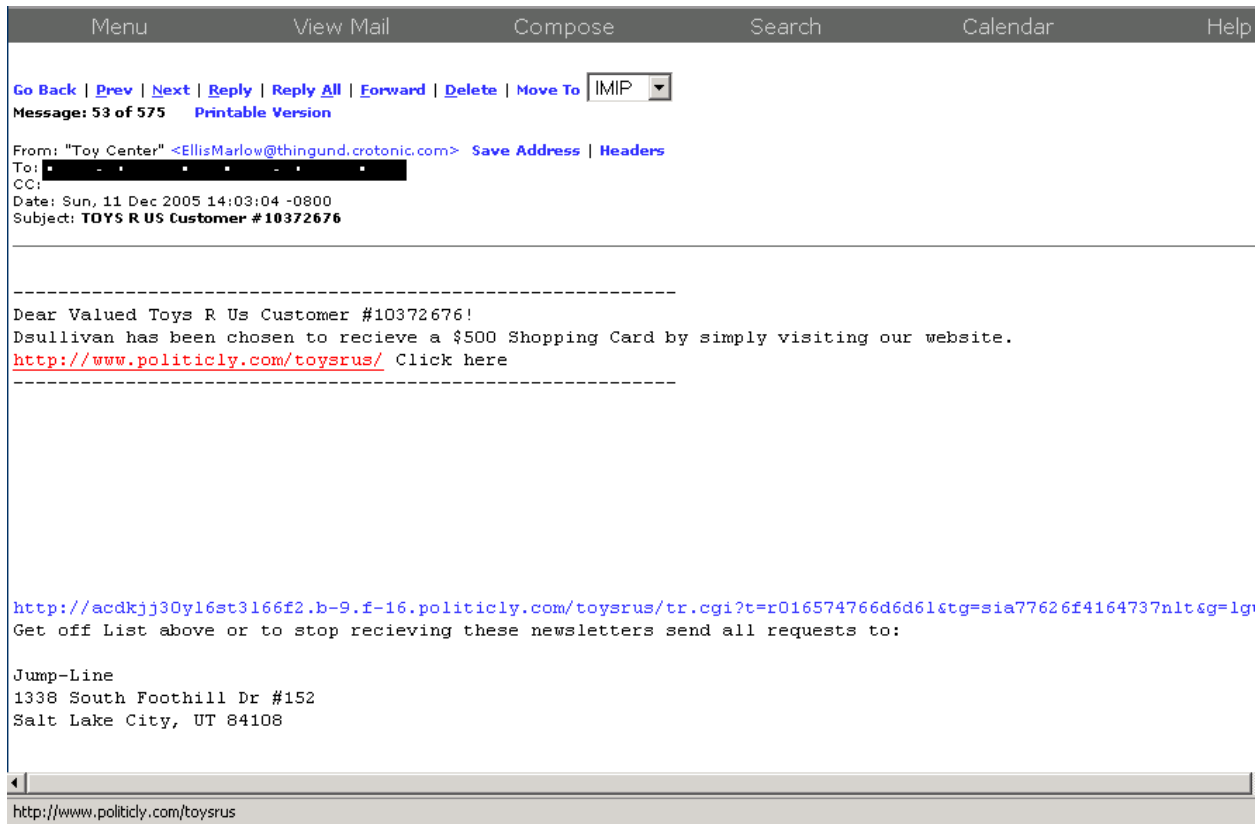 Menu View Mail Compose Search Calendar Help
Go Back | Prev | Next | Reply | Reply All | Forward | Delete | Move To IMIP
Message: 53 of 575 Printable Version
From: "Toy Center" <EllisMarlow@thingund.crotonic.com> Save Address | Headers
To:
CC:
Date: Sun, 11 Dec 2005 14:03:04 -0800
Subject: TOYS R US Customer #10372676
-----------------------------------------------------------
Dear Valued Toys R Us Customer #10372676!
Dsullivan has been chosen to recieve a $500 Shopping Card by simply visiting our website.
http://www.politicly.com/toysrus/ Click here
-----------------------------------------------------------
http://acdkjj30yl6st3l66f2.b-9.f-16.politicly.com/toysrus/tr.cgi?t=r016574766d6d61&tg=sia77626f4164737nlt&g=lg
Get off List above or to stop recieving these newsletters send all requests to:
Jump-Line
1338 South Foothill Dr #152
Salt Lake City, UT 84108
http://www.politicly.com/toysrus